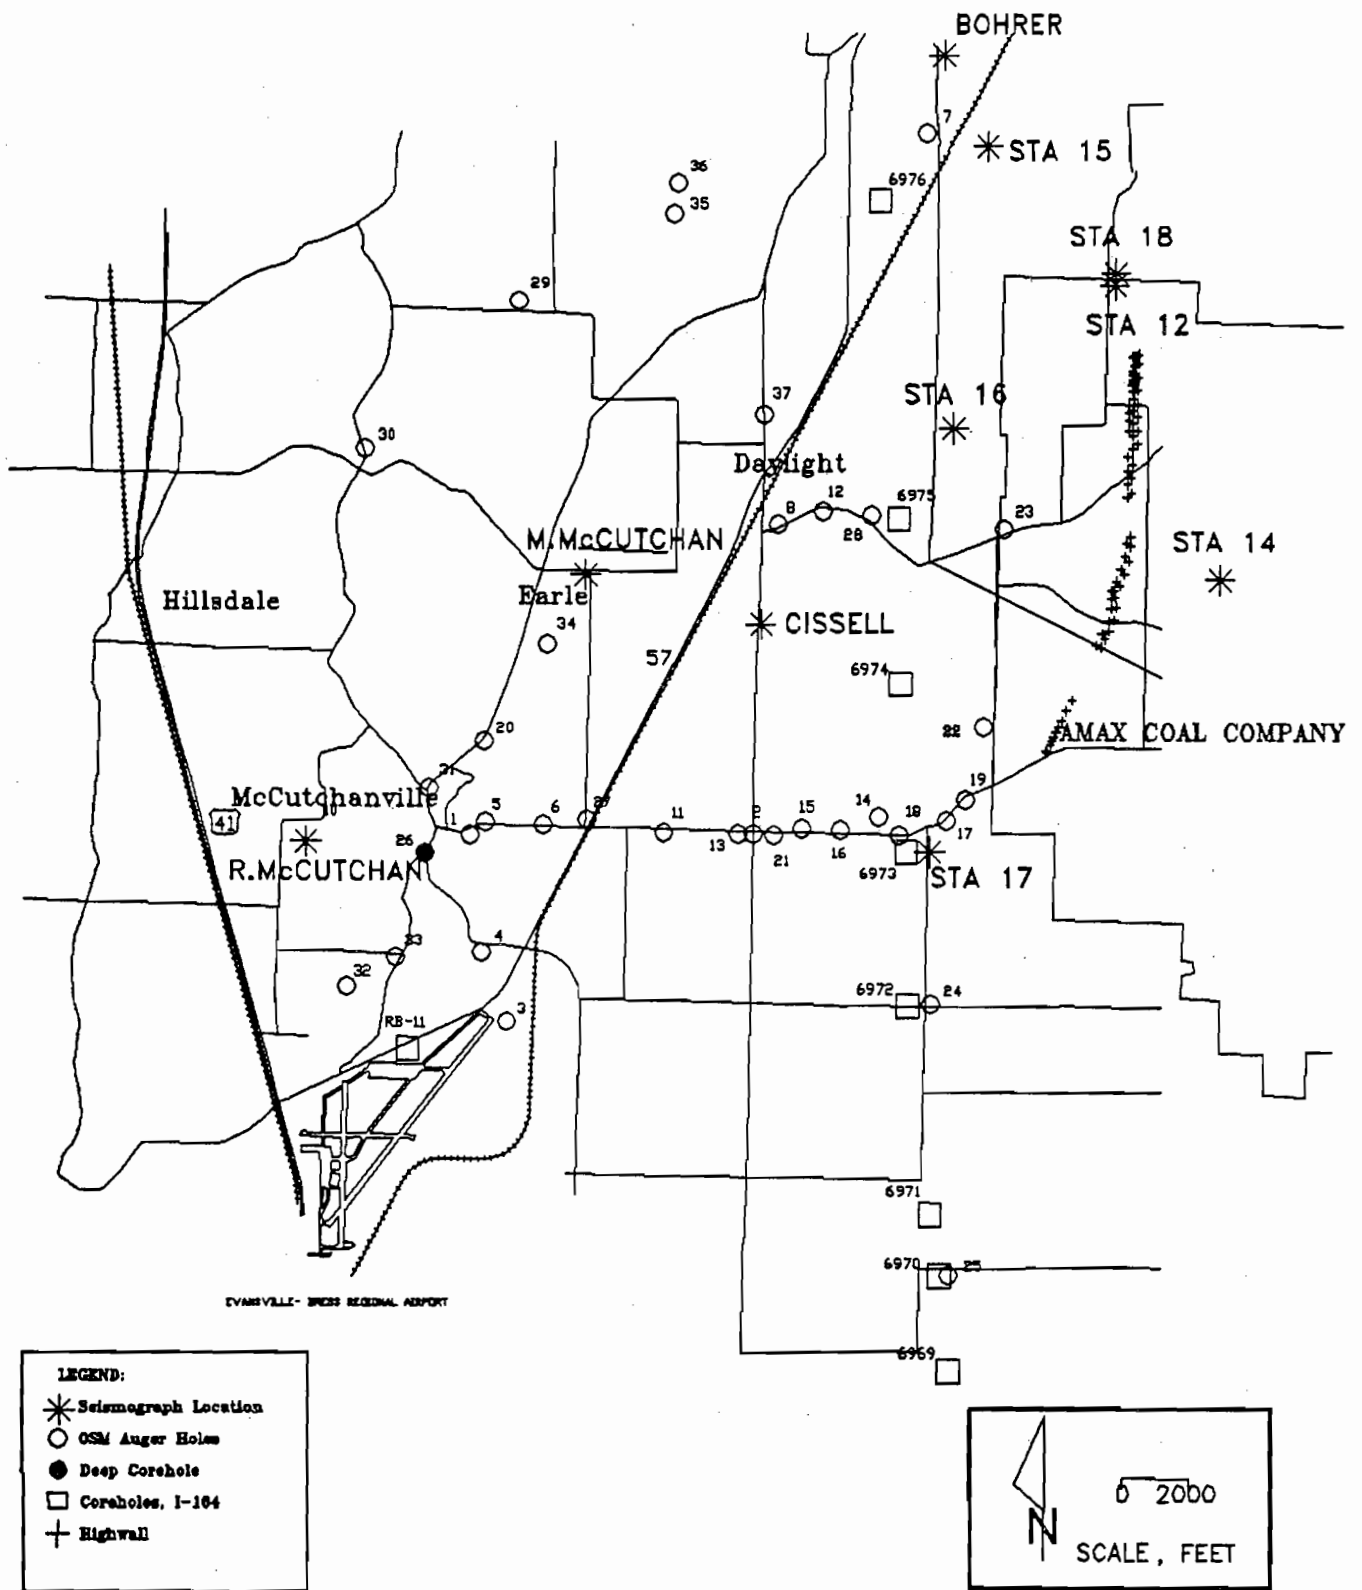 BOHRER
7
STA 15
36
6976
35
STA 18
29
STA 12
37
STA 16
30
Daylight
12
6975
8
28
23
M.McCUTCHAN
STA 14
Earle
Hillsdale
CISSELL
34
57
6974
20
22
AMAX COAL COMPANY
31
19
McCutchanville
41
1
5
6
27
11
2
15
14
18
17
26
13
21
16
R.McCUTCHAN
6973
STA 17
33
4
32
6972
24
3
RB-11
6971
6970
25
EVANSVILLE- DRESS REGIONAL AIRPORT
6969
LEGEND:
Seismograph Location
OSM Auger Holes
Deep Corehole
Coreholes, I-164
Highwall
0 2000
N
SCALE, FEET